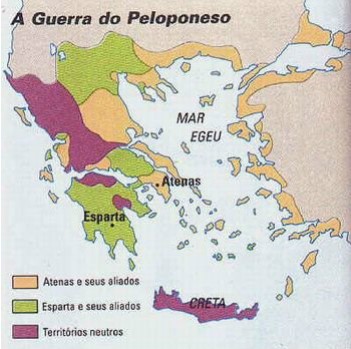 A Guerra do Peloponeso
MAR
EGEU
Atenas
Esparta
CRETA
Atenas e seus aliados
Esparta e seus aliados
Territórios neutros